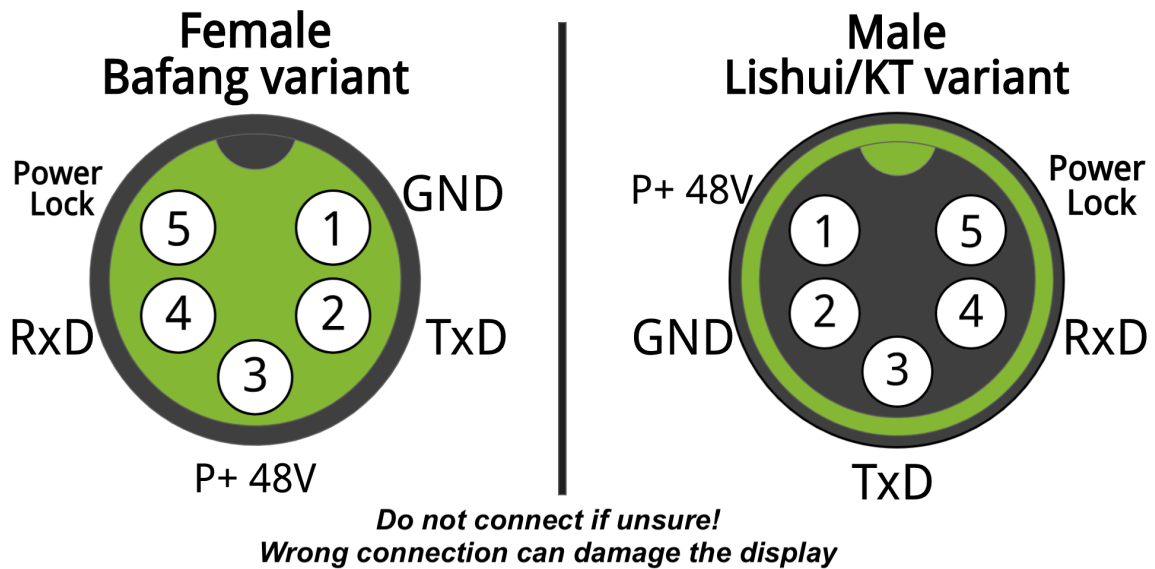 Female
Bafang variant
Power
Lock
GND
5
1
4
2
RxD
TxD
3
P+ 48V
Male
Lishui/KT variant
P+ 48V
Power
Lock
1
5
2
4
GND
RxD
3
TxD
Do not connect if unsure!
Wrong connection can damage the display